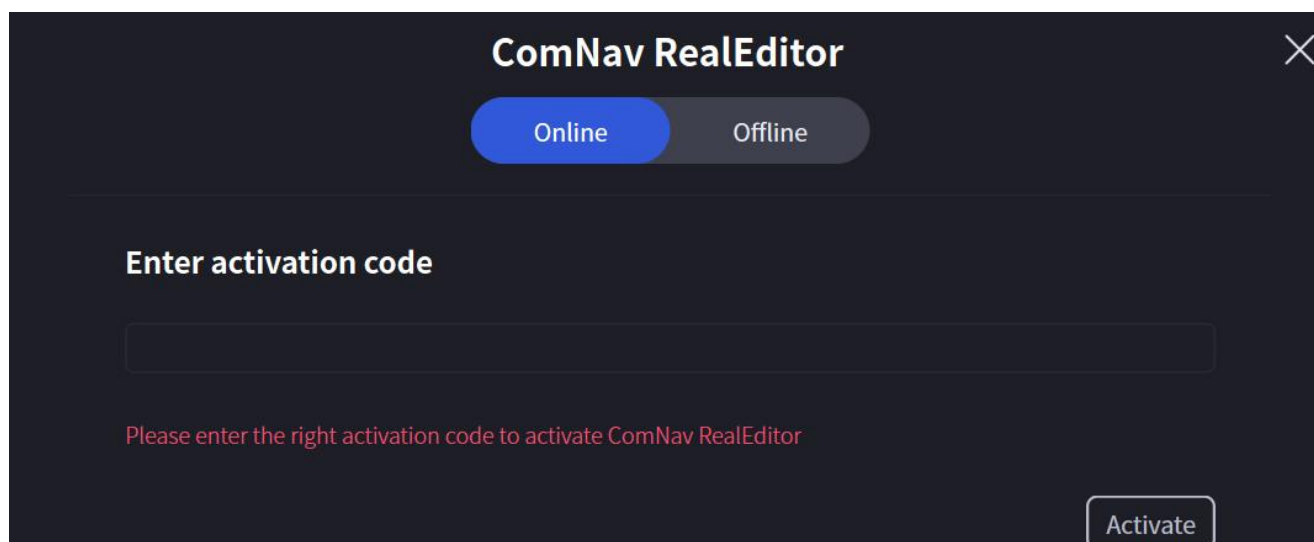 ComNav RealEditor
Online Offline
Enter activation code
Please enter the right activation code to activate ComNav RealEditor
Activate